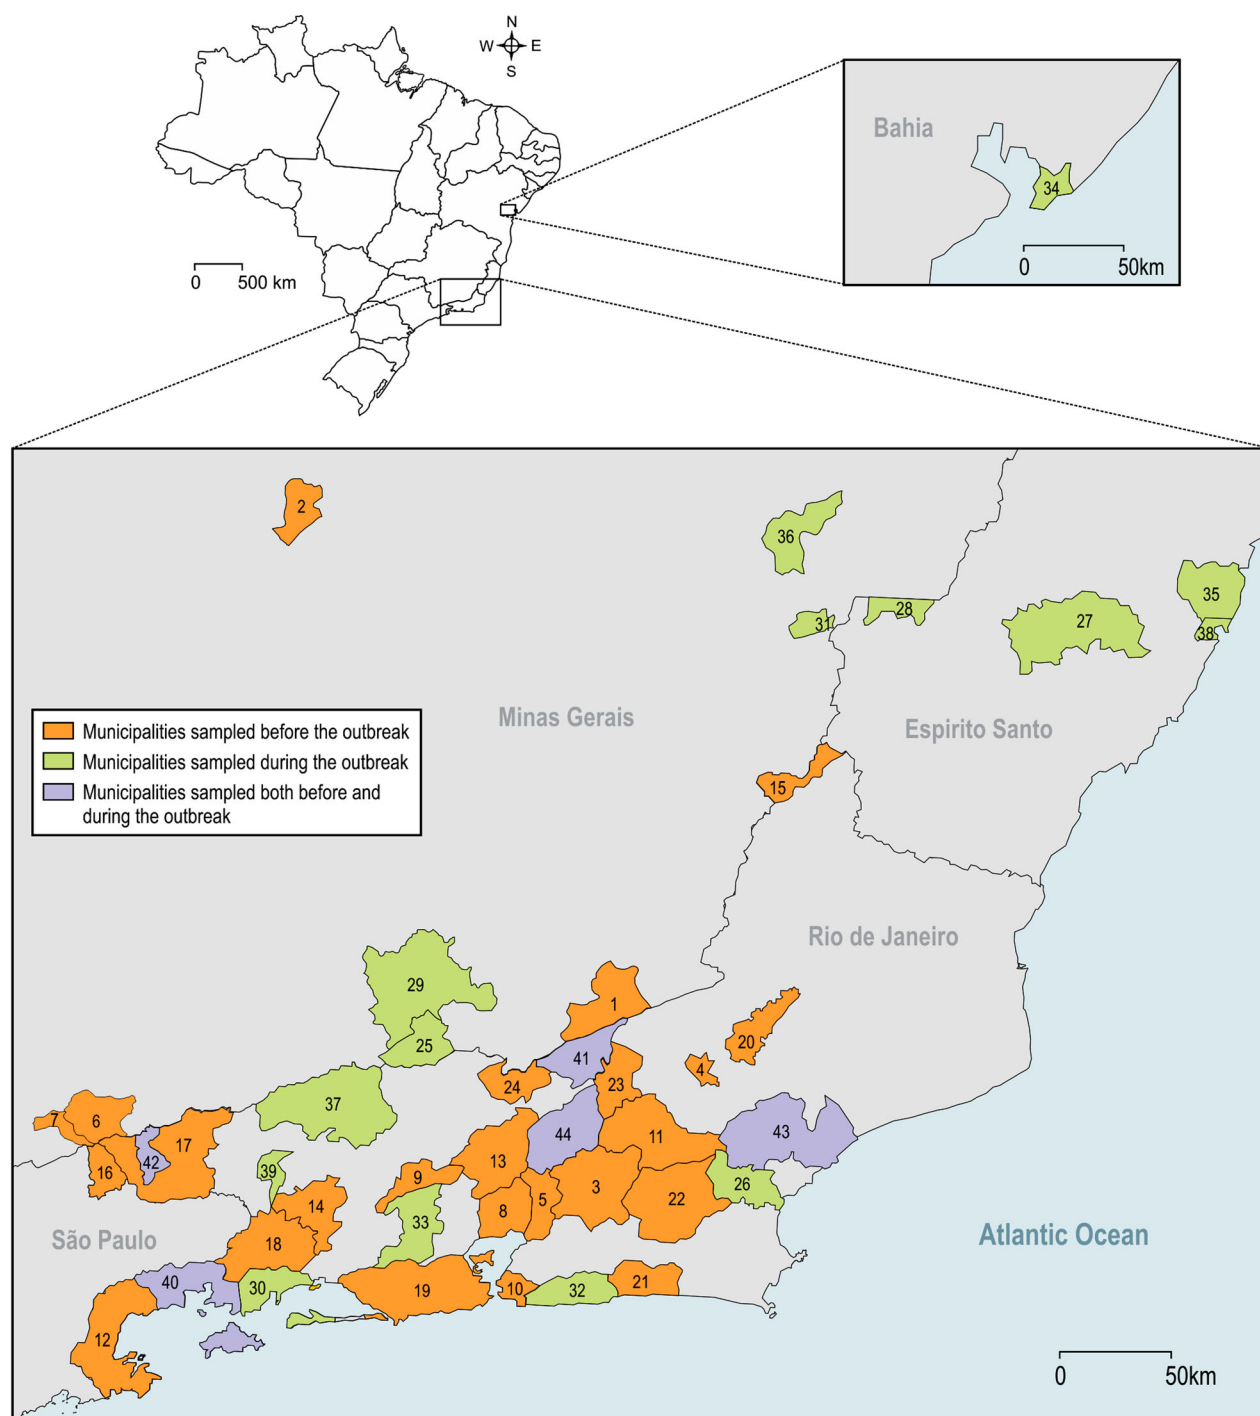 N
W E
S
0 500 km
Bahia
34
0 50km
2
36
35
28
31
27
38
Minas Gerais
Espirito Santo
Municipalities sampled before the outbreak
Municipalities sampled during the outbreak
Municipalities sampled both before and
during the outbreak
15
Rio de Janeiro
29
1
20
25
41
4
24
23
37
7
6
17
44
11
43
42
13
16
39
9
3
26
5
22
14
8
33
São Paulo
18
Atlantic Ocean
40
30
19
10
32
21
12
0 50km